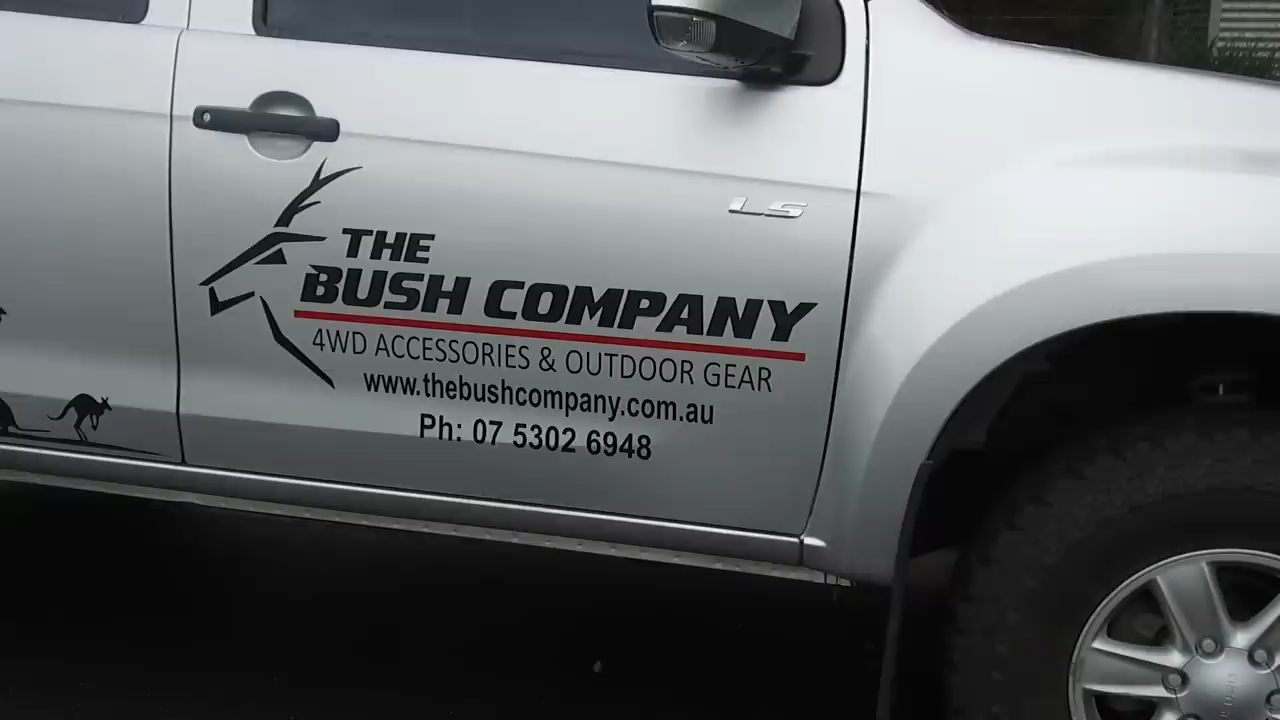 LS
THE
BUSH COMPANY
4WD ACCESSORIES & OUTDOOR GEAR
www.thebushcompany.com.au
Ph: 07 5302 6948